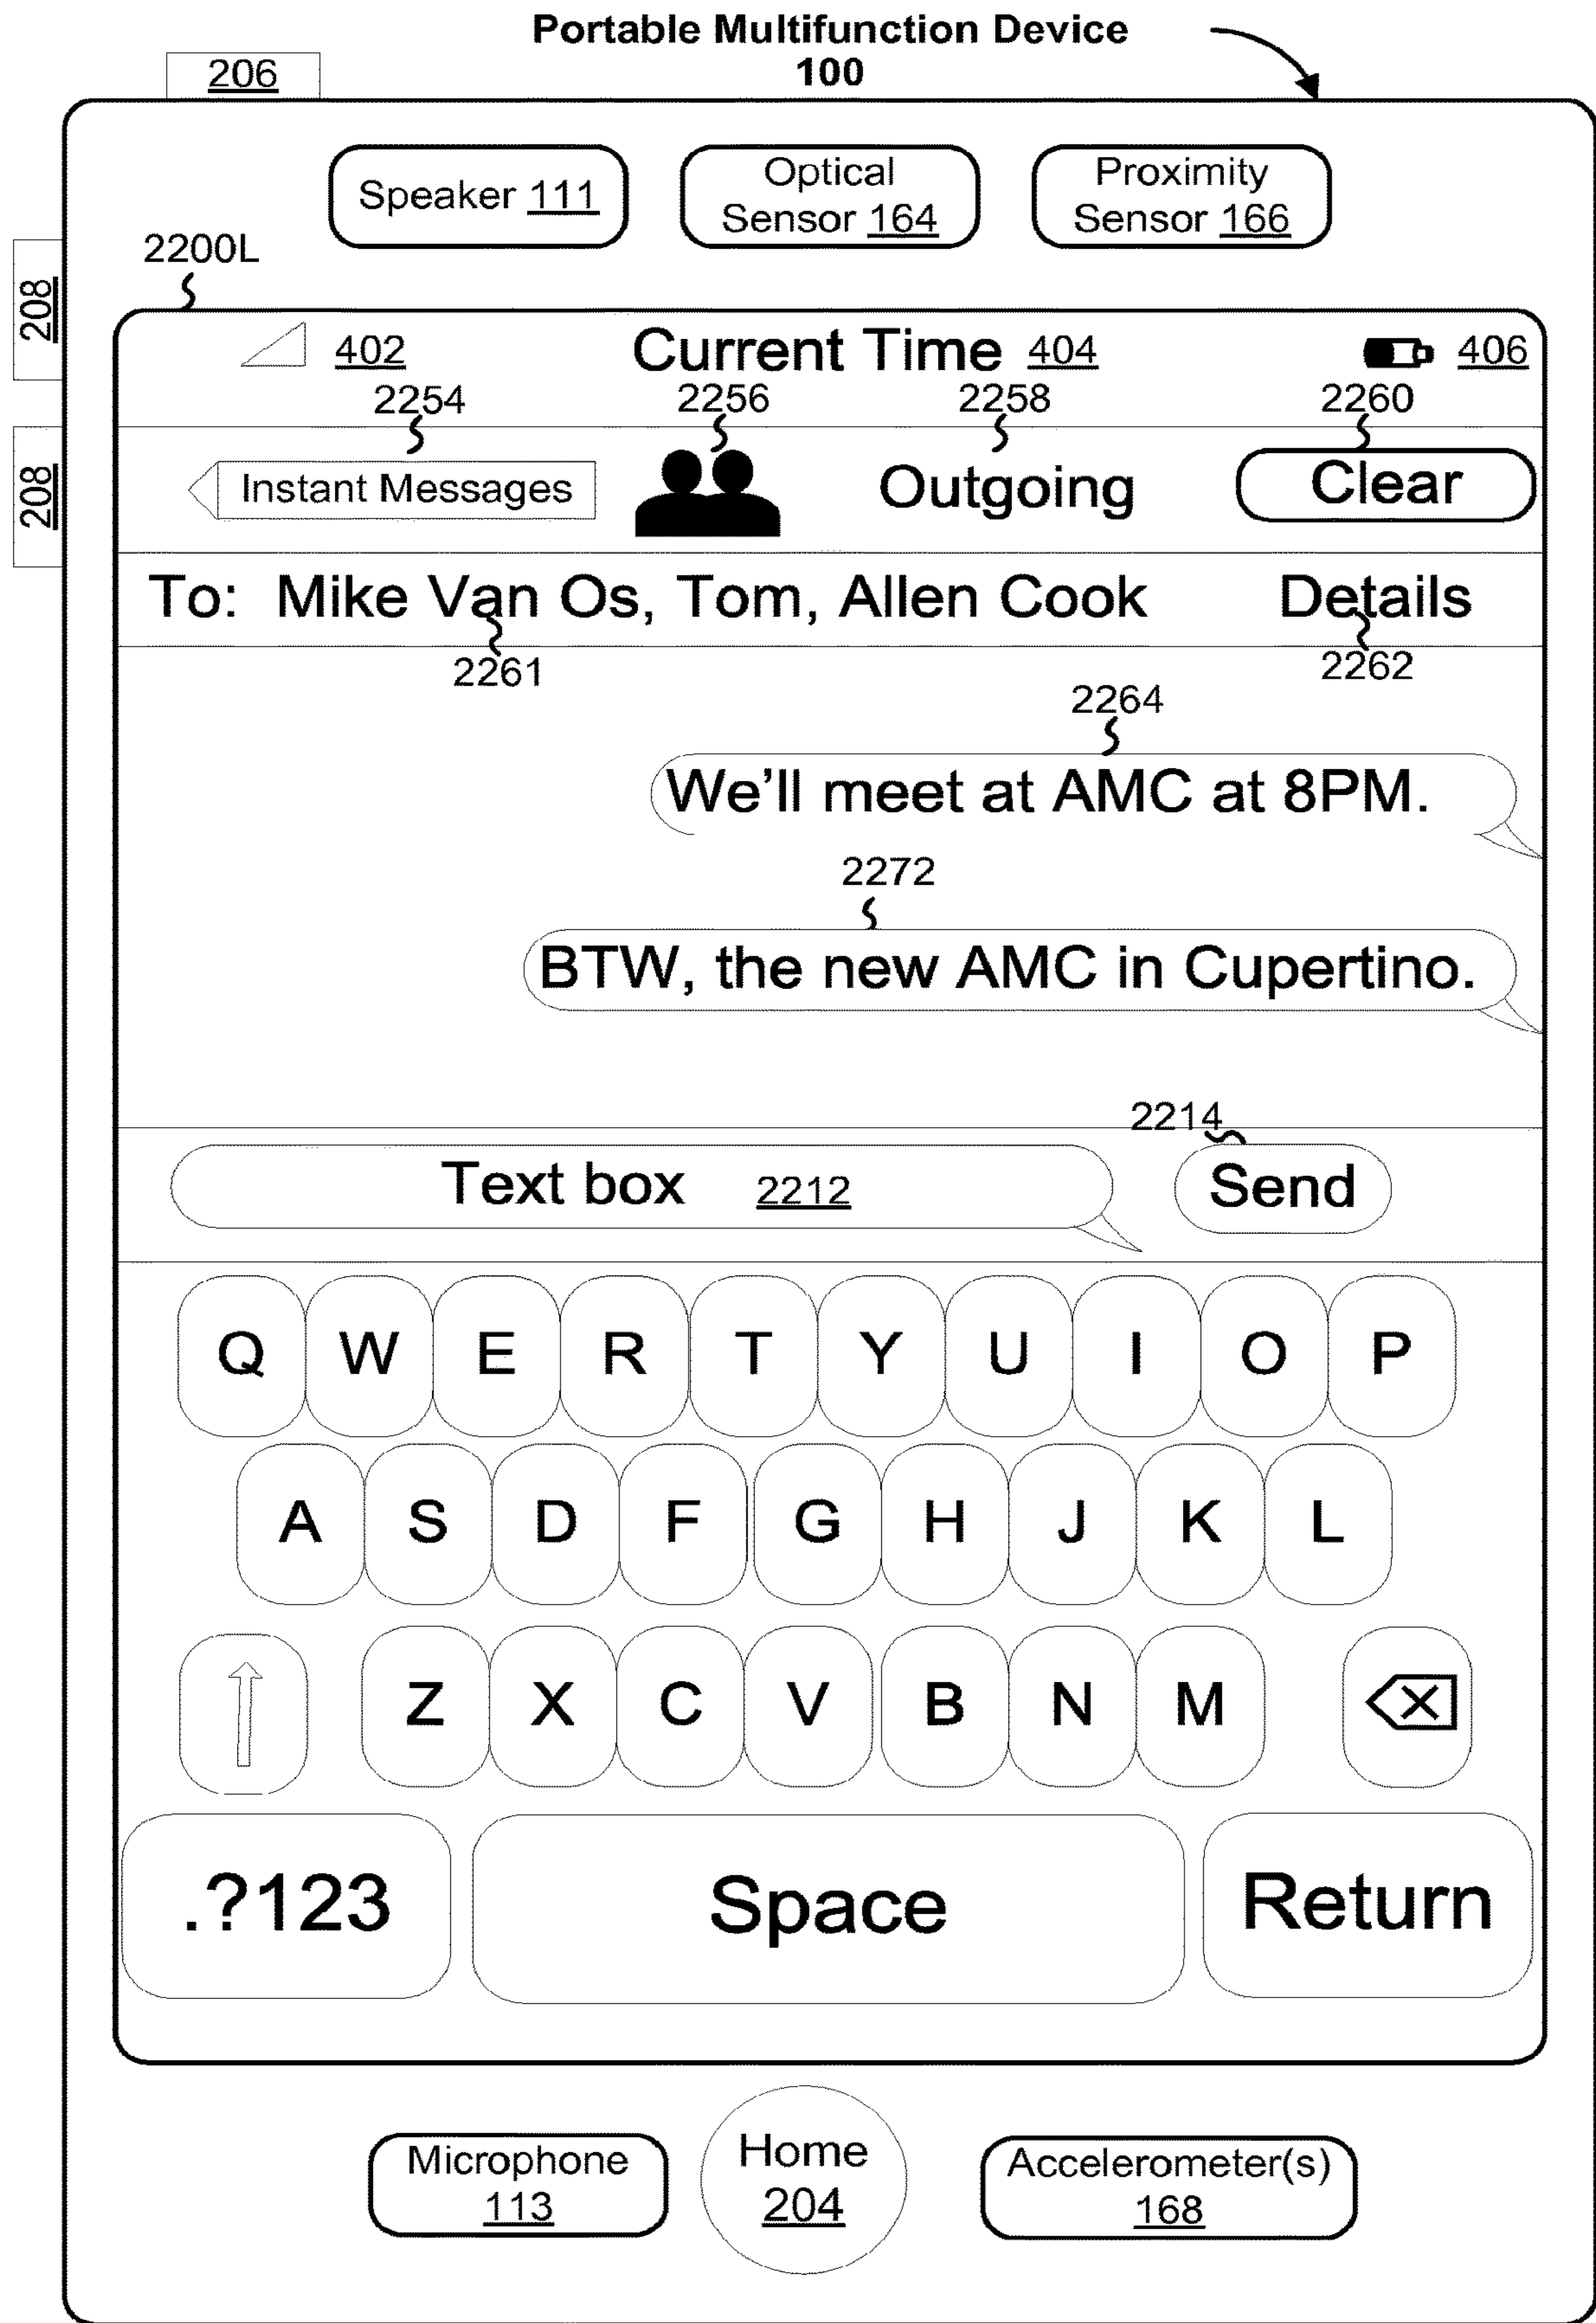 Portable Multifunction Device
100
206
Speaker 111
Optical
Sensor 164
Proximity
Sensor 166
2200L
208
208
402
Current Time 404
406
2254
2256
2258
2260
Instant Messages
Outgoing
Clear
To: Mike Van Os, Tom, Allen Cook
Details
2261
2262
2264
We'll meet at AMC at 8PM.
2272
BTW, the new AMC in Cupertino.
2214
Text box 2212
Send
Q W E R T Y U I O P
A S D F G H J K L
Z X C V B N M
.?123
Space
Return
Microphone
113
Home
204
Accelerometer(s)
168